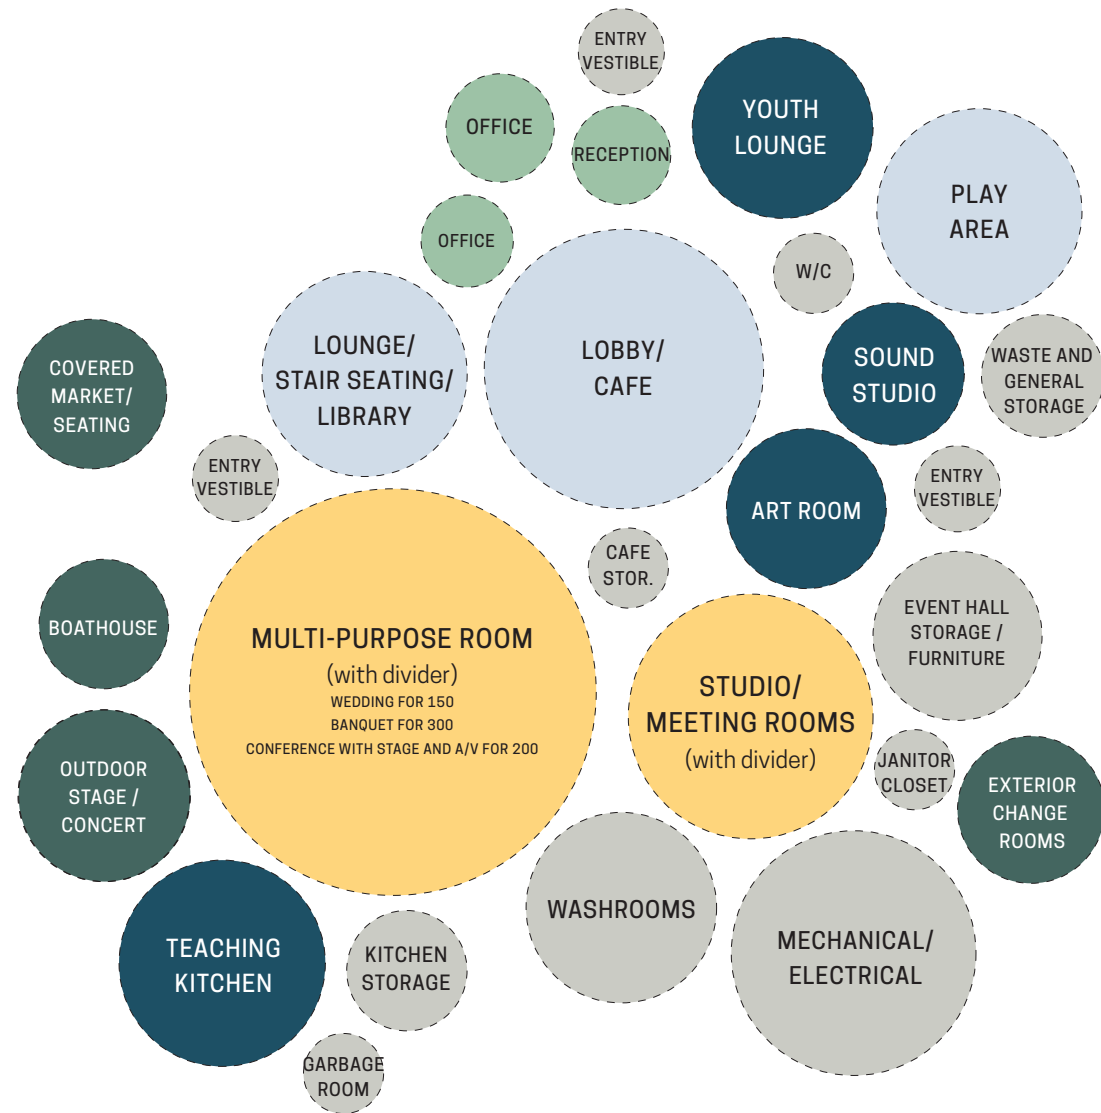 ENTRY
VESTIBLE
OFFICE
RECEPTION
YOUTH
LOUNGE
PLAY
AREA
OFFICE
W/C
LOUNGE/
STAIR SEATING/
LIBRARY
LOBBY/
CAFE
SOUND
STUDIO
WASTE AND
GENERAL
STORAGE
COVERED
MARKET/
SEATING
ENTRY
VESTIBLE
ENTRY
VESTIBLE
ART ROOM
CAFE
STOR.
BOATHOUSE
MULTI-PURPOSE ROOM
(with divider)
WEDDING FOR 150
BANQUET FOR 300
CONFERENCE WITH STAGE AND A/V FOR 200
EVENT HALL
STORAGE /
FURNITURE
STUDIO/
MEETING ROOMS
(with divider)
OUTDOOR
STAGE /
CONCERT
JANITOR
CLOSET
EXTERIOR
CHANGE
ROOMS
TEACHING
KITCHEN
KITCHEN
STORAGE
WASHROOMS
MECHANICAL/
ELECTRICAL
GARBAGE
ROOM